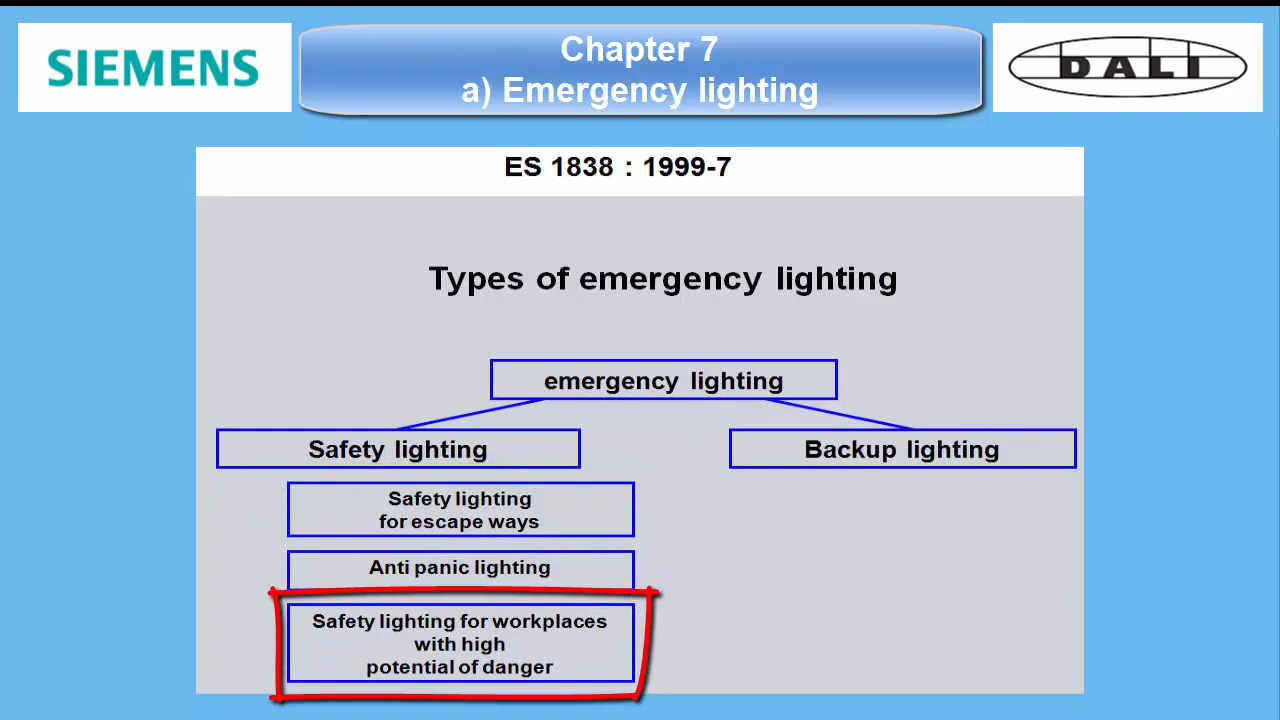 SIEMENS
Chapter 7
a) Emergency lighting
DALI
ES 1838 : 1999-7
Types of emergency lighting
emergency lighting
Safety lighting
Backup lighting
Safety lighting
for escape ways
Anti panic lighting
Safety lighting for workplaces
with high
potential of danger